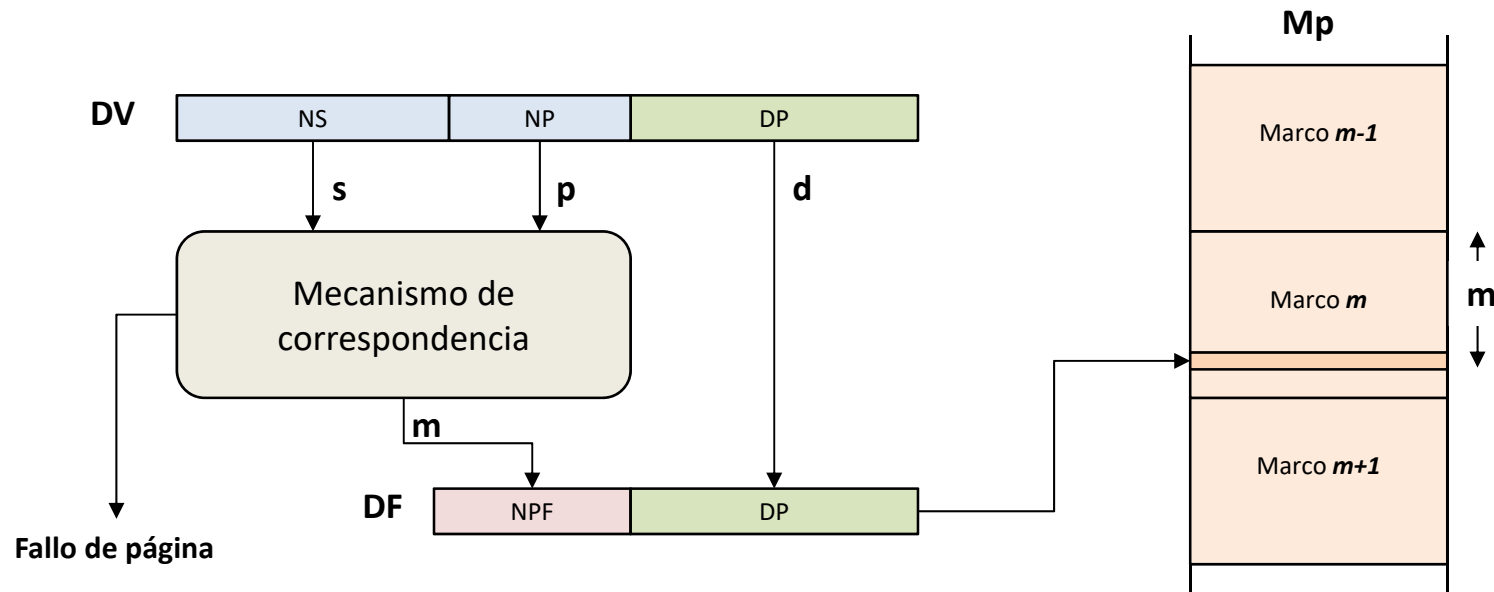 Mp
DV
NS
NP
DP
Marco m-1
s
p
d
Mecanismo de
correspondencia
Marco m
m
m
Marco m+1
DF
NPF
DP
Fallo de página